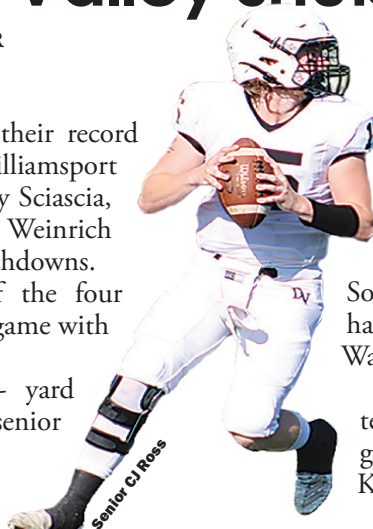 Valley
R
their record
illiamsport
y Sciascia,
Weinrich
hdowns.
f the four
game with
- yard
senior
So
ha
Wa
te
g
K
Senior CJ Ross
Wilson
DV